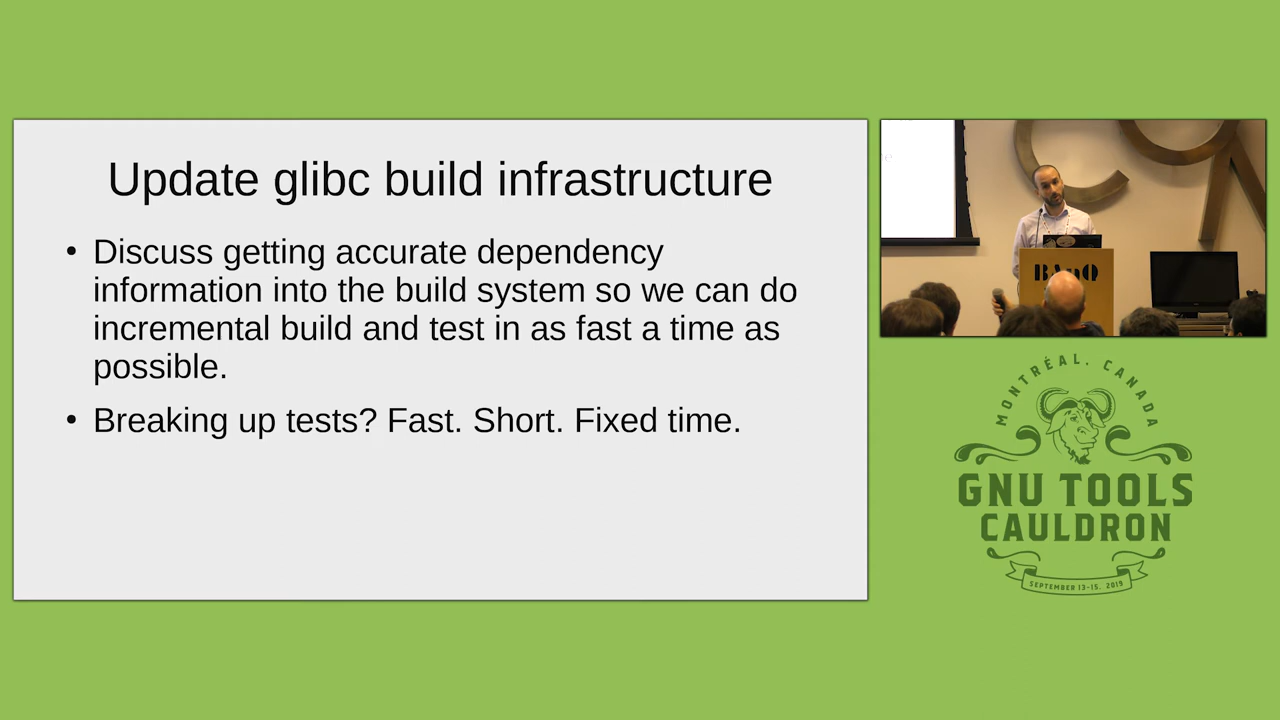 Update glibc build infrastructure
• Discuss getting accurate dependency
information into the build system so we can do
incremental build and test in as fast a time as
possible.
• Breaking up tests? Fast. Short. Fixed time.
BAnQ
MONTRÉAL. CANADA
GNU TOOLS
CAULDRON
SEPTEMBER 13-15, 2019